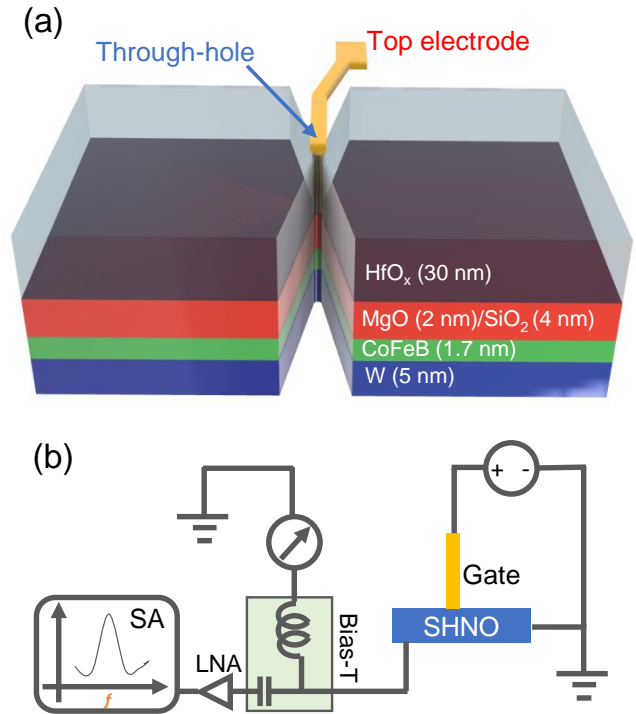 (a)
Through-hole
Top electrode
HfOₓ (30 nm)
MgO (2 nm)/SiO₂ (4 nm)
CoFeB (1.7 nm)
W (5 nm)
(b)
+ -
SA
LNA
Bias-T
Gate
SHNO
f